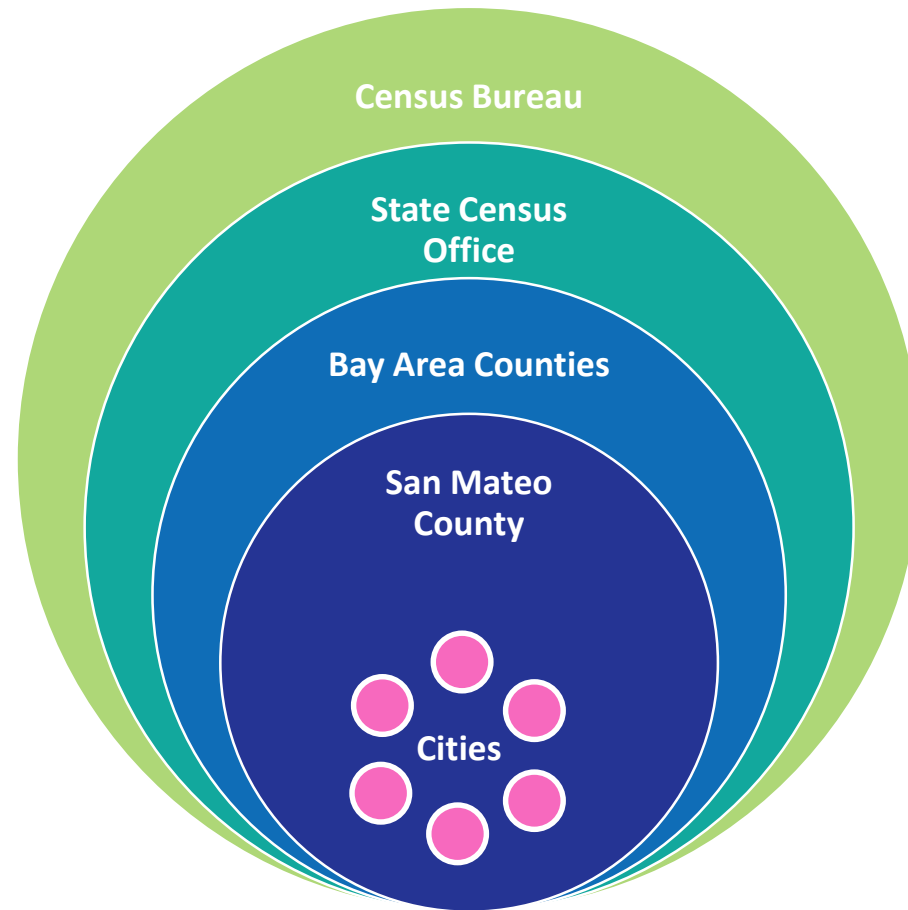 Census Bureau
State Census
Office
Bay Area Counties
San Mateo
County
Cities